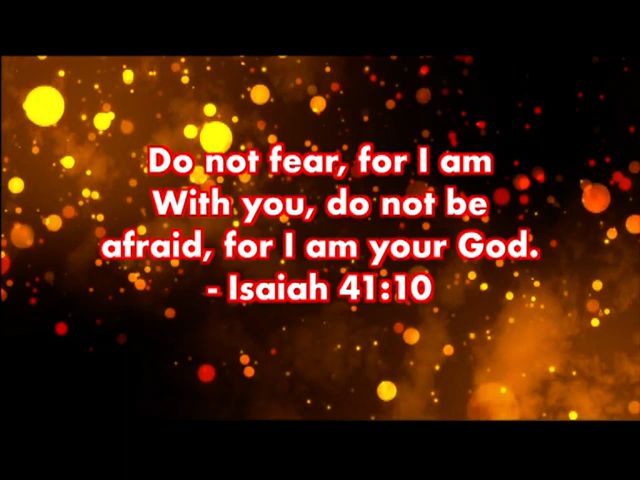 Do not fear, for I am
With you, do not be
afraid, for I am your God.
- Isaiah 41:10